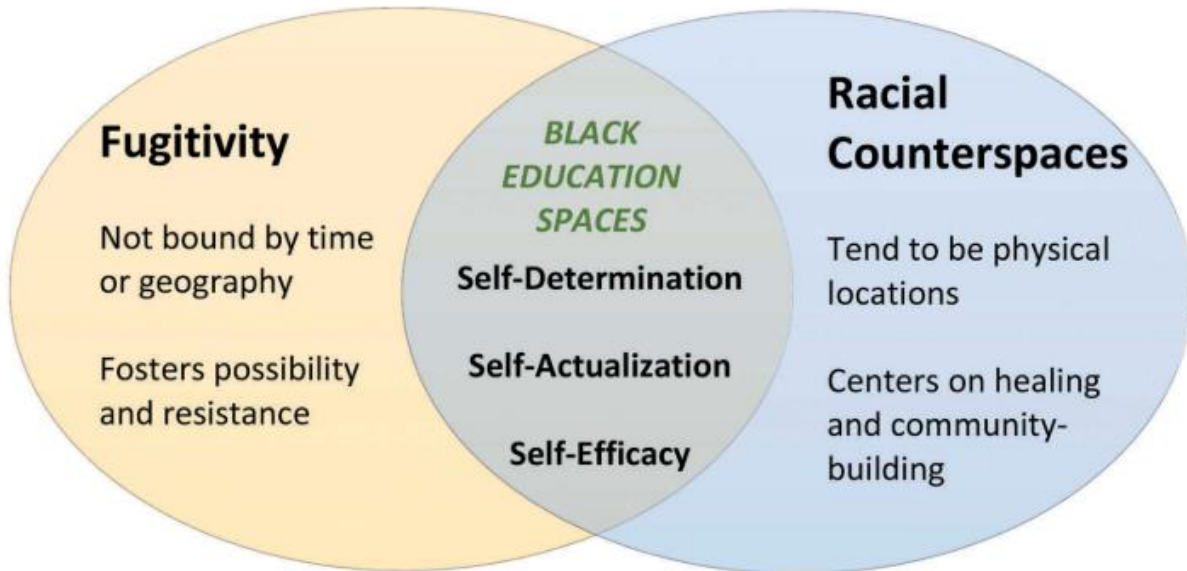 Fugitivity
Not bound by time
or geography
Fosters possibility
and resistance
BLACK
EDUCATION
SPACES
Self-Determination
Self-Actualization
Self-Efficacy
Racial
Counterspaces
Tend to be physical
locations
Centers on healing
and community-
building